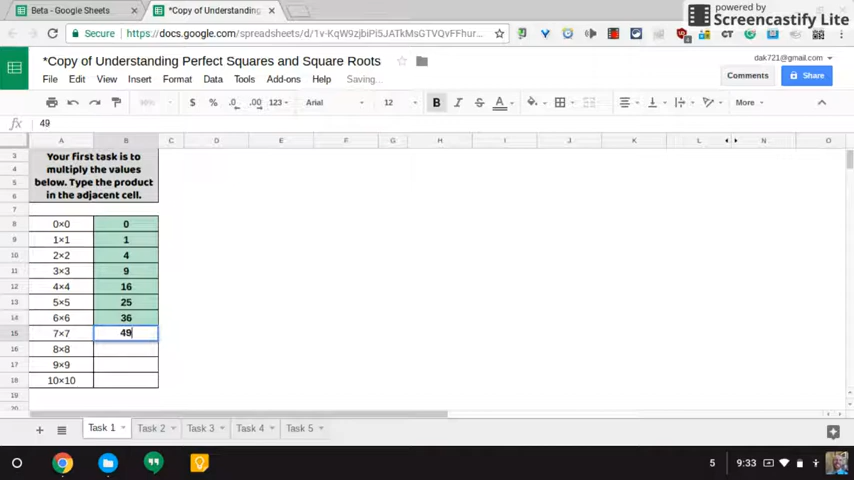 Beta - Google Sheets
*Copy of Understanding
powered by
Screencastify Lite
Secure
https://docs.google.com/spreadsheets/d/1v-KqW9zjbiPi5JATkMsGTVQvFFhur...
*Copy of Understanding Perfect Squares and Square Roots
dak721@gmail.com
File Edit View Insert Format Data Tools Add-ons Help Saving...
Comments
Share
$ % .0 .00 123 Arial 12 B I S A More
fx 49
A B C D E F G H I J K L N O
3 Your first task is to
4 multiply the values
5 below. Type the product
6 in the adjacent cell.
7
8 0×0 0
9 1×1 1
10 2×2 4
11 3×3 9
12 4×4 16
13 5×5 25
14 6×6 36
15 7×7 49
16 8×8
17 9×9
18 10×10
19
Task 1 Task 2 Task 3 Task 4 Task 5
5 9:33